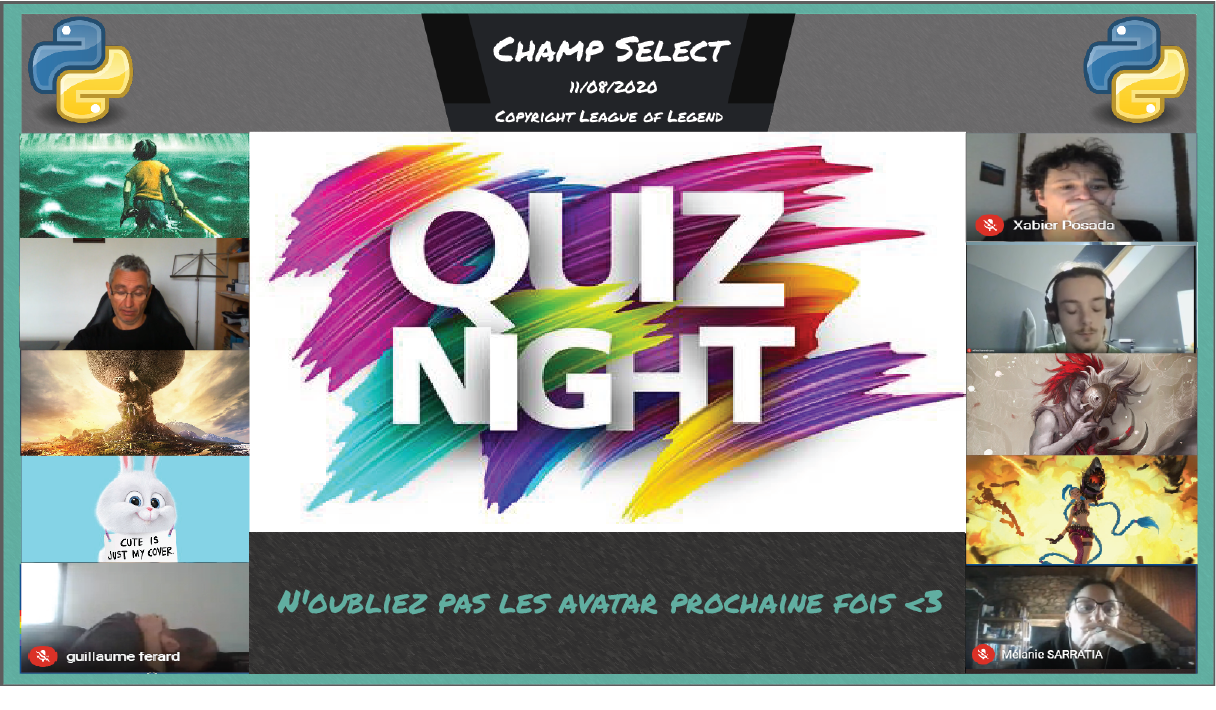 CHAMP SELECT
11/08/2020
COPYRIGHT LEAGUE OF LEGEND
QUIZ
NIGHT
Xabier Posada
CUTE IS
JUST MY COVER
guillaume ferard
N'OUBLIEZ PAS LES AVATAR PROCHAINE FOIS <3
Mélanie SARRATIA